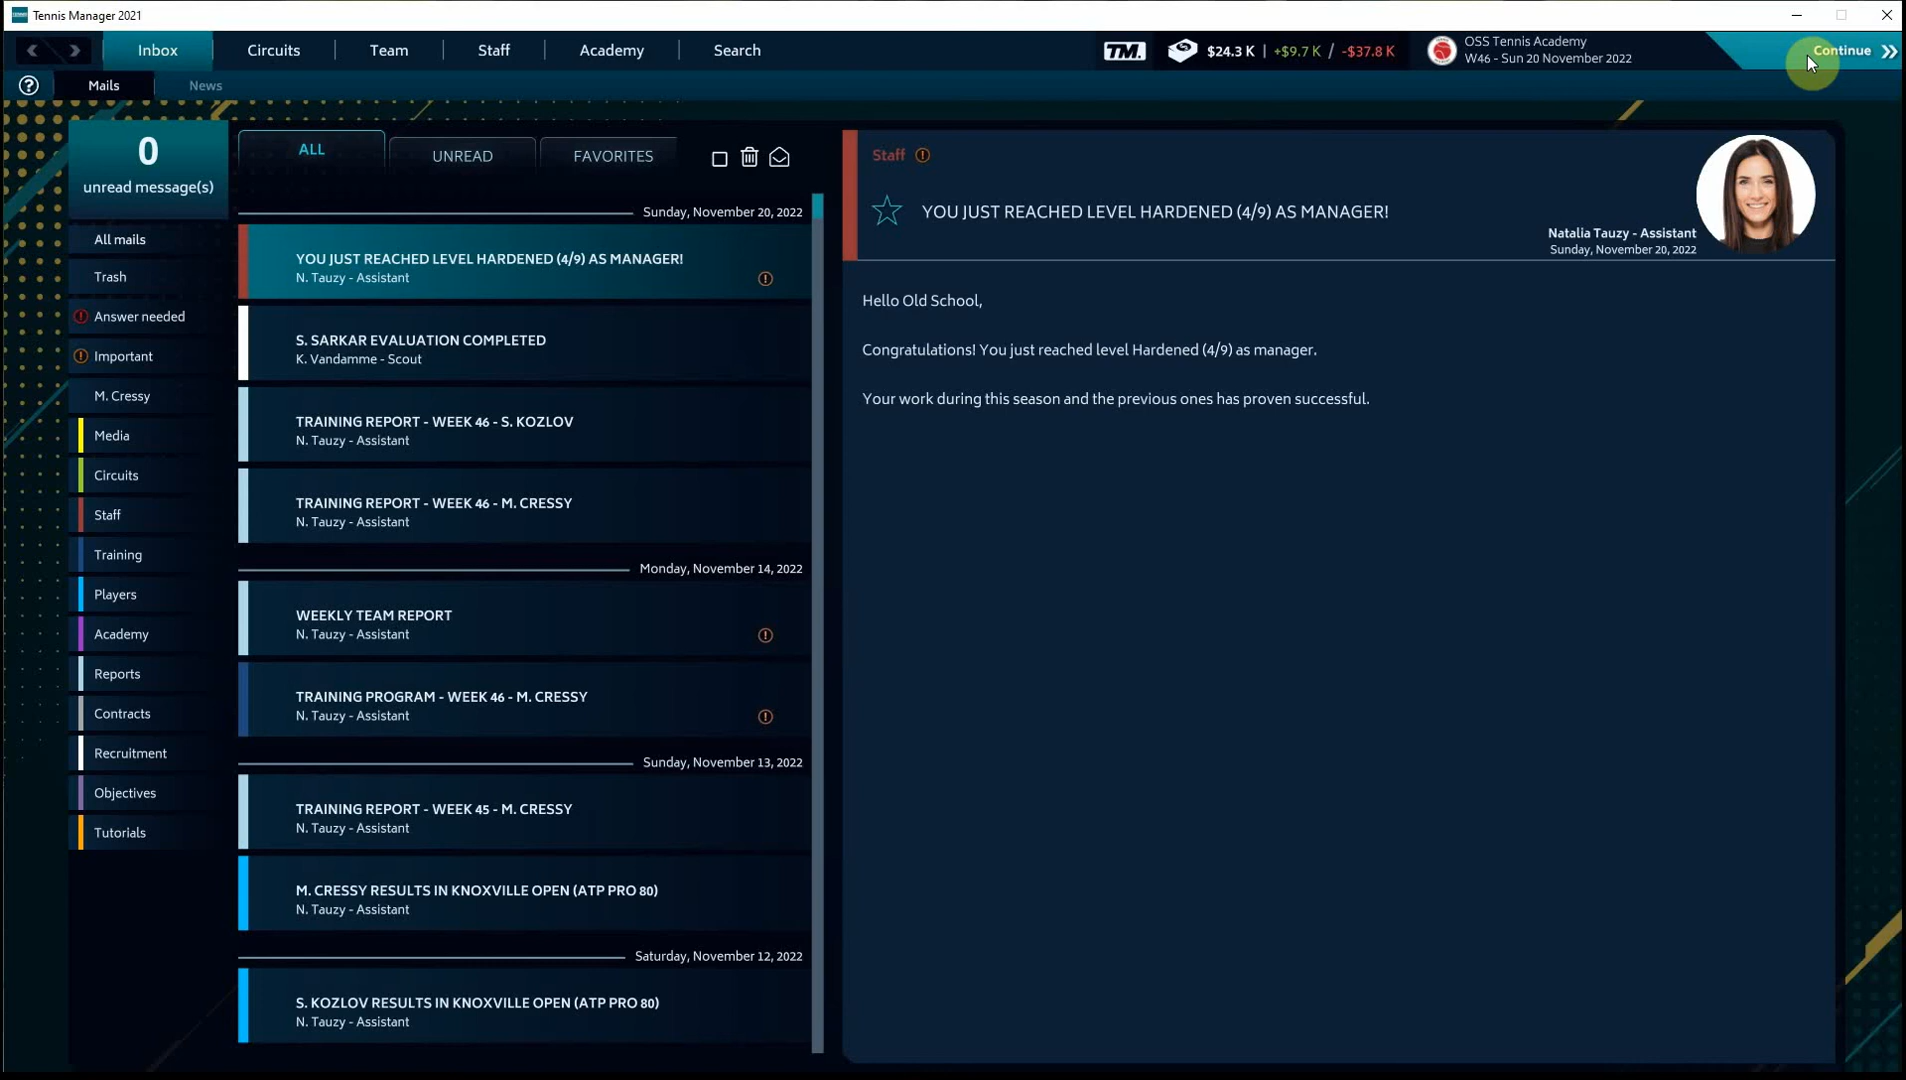 Tennis Manager 2021
Inbox
Circuits
Team
Staff
Academy
Search
TM.
$24.3 K | +$9.7 K / -$37.8 K
OSS Tennis Academy
W46 - Sun 20 November 2022
Continue
Mails
News
0
unread message(s)
All mails
Trash
Answer needed
Important
M. Cressy
Media
Circuits
Staff
Training
Players
Academy
Reports
Contracts
Recruitment
Objectives
Tutorials
ALL
UNREAD
FAVORITES
Sunday, November 20, 2022
YOU JUST REACHED LEVEL HARDENED (4/9) AS MANAGER!
N. Tauzy - Assistant
S. SARKAR EVALUATION COMPLETED
K. Vandamme - Scout
TRAINING REPORT - WEEK 46 - S. KOZLOV
N. Tauzy - Assistant
TRAINING REPORT - WEEK 46 - M. CRESSY
N. Tauzy - Assistant
Monday, November 14, 2022
WEEKLY TEAM REPORT
N. Tauzy - Assistant
TRAINING PROGRAM - WEEK 46 - M. CRESSY
N. Tauzy - Assistant
Sunday, November 13, 2022
TRAINING REPORT - WEEK 45 - M. CRESSY
N. Tauzy - Assistant
M. CRESSY RESULTS IN KNOXVILLE OPEN (ATP PRO 80)
N. Tauzy - Assistant
Saturday, November 12, 2022
S. KOZLOV RESULTS IN KNOXVILLE OPEN (ATP PRO 80)
N. Tauzy - Assistant
Staff
YOU JUST REACHED LEVEL HARDENED (4/9) AS MANAGER!
Natalia Tauzy - Assistant
Sunday, November 20, 2022
Hello Old School,
Congratulations! You just reached level Hardened (4/9) as manager.
Your work during this season and the previous ones has proven successful.